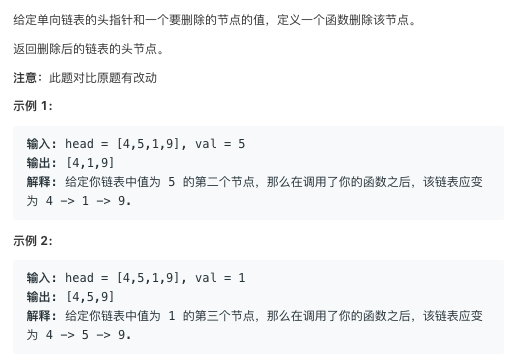 给定单向链表的头指针和一个要删除的节点的值，定义一个函数删除该节点。
返回删除后的链表的头节点。
注意：此题对比原题有改动
示例 1:
输入: head = [4,5,1,9], val = 5
输出: [4,1,9]
解释: 给定你链表中值为 5 的第二个节点，那么在调用了你的函数之后，该链表应变
为 4 -> 1 -> 9.
示例 2:
输入: head = [4,5,1,9], val = 1
输出: [4,5,9]
解释: 给定你链表中值为 1 的第三个节点，那么在调用了你的函数之后，该链表应变
为 4 -> 5 -> 9.